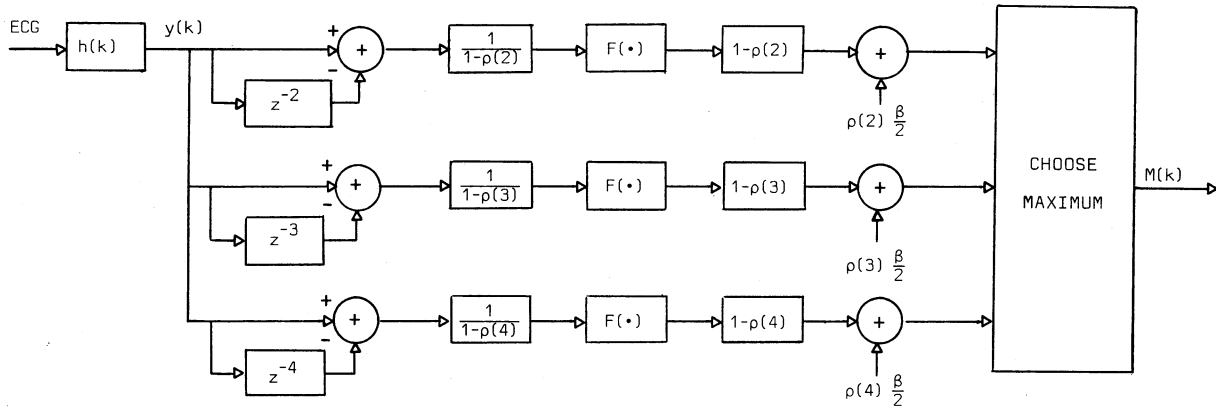 ECG
h(k)
y(k)
+
−
+
z⁻²
1/(1-ρ(2))
F(•)
1-ρ(2)
+
ρ(2) β/2
+
−
+
z⁻³
1/(1-ρ(3))
F(•)
1-ρ(3)
+
ρ(3) β/2
+
−
+
z⁻⁴
1/(1-ρ(4))
F(•)
1-ρ(4)
+
ρ(4) β/2
CHOOSE
MAXIMUM
M(k)